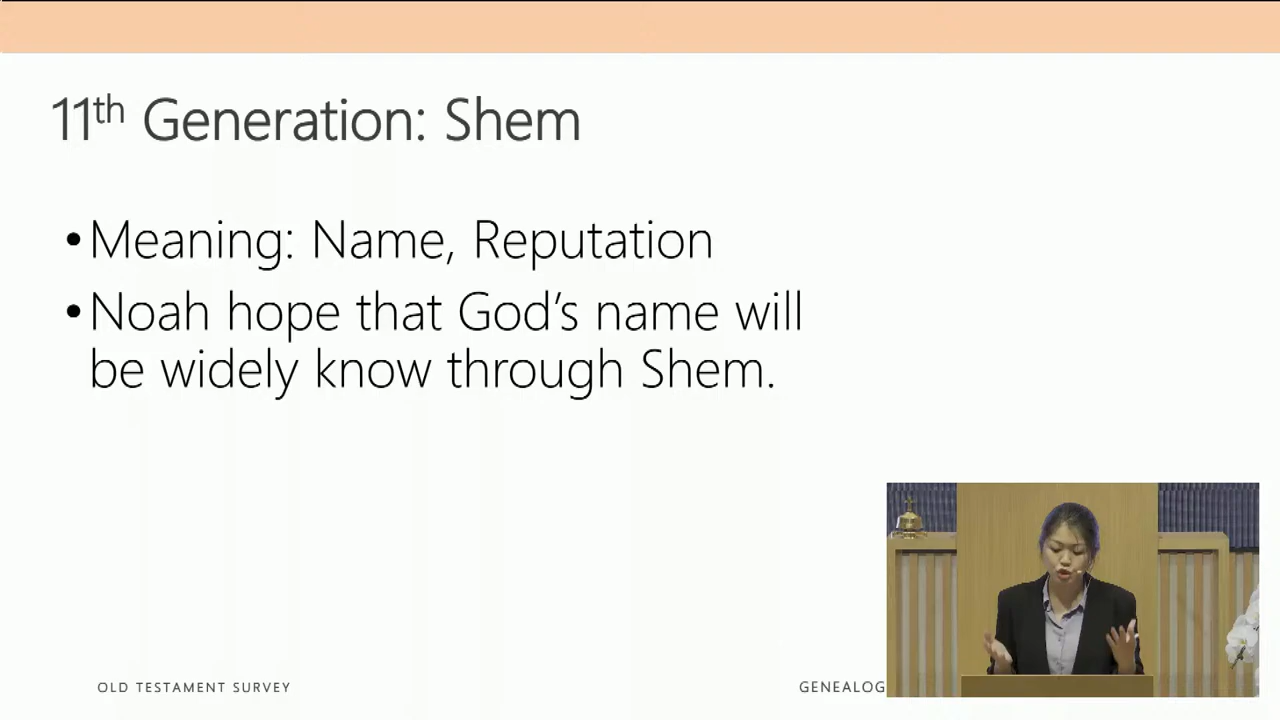 11th Generation: Shem
•Meaning: Name, Reputation
•Noah hope that God’s name will
be widely know through Shem.
OLD TESTAMENT SURVEY
GENEALOG